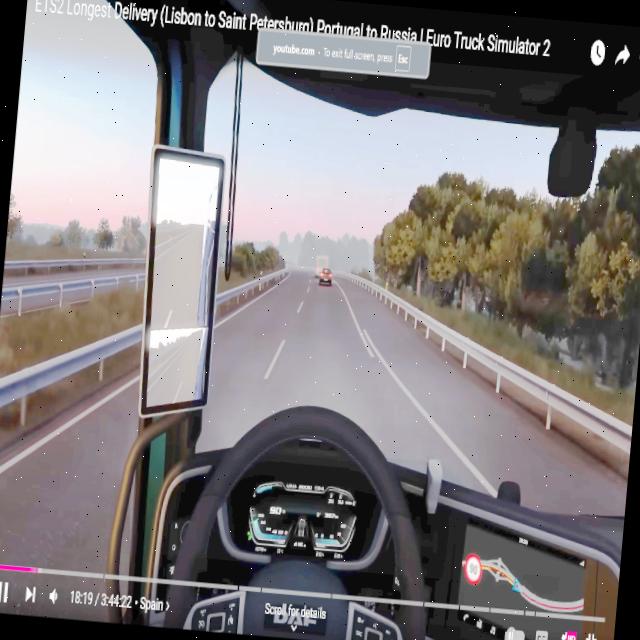 ETS2 Longest Delivery (Lisbon to Saint Petersburg) Portugal to Russia | Euro Truck Simulator 2
youtube.com - To exit full screen, press Esc
18:19 / 3:44:22 • Spain ›
Scroll for details
DAF